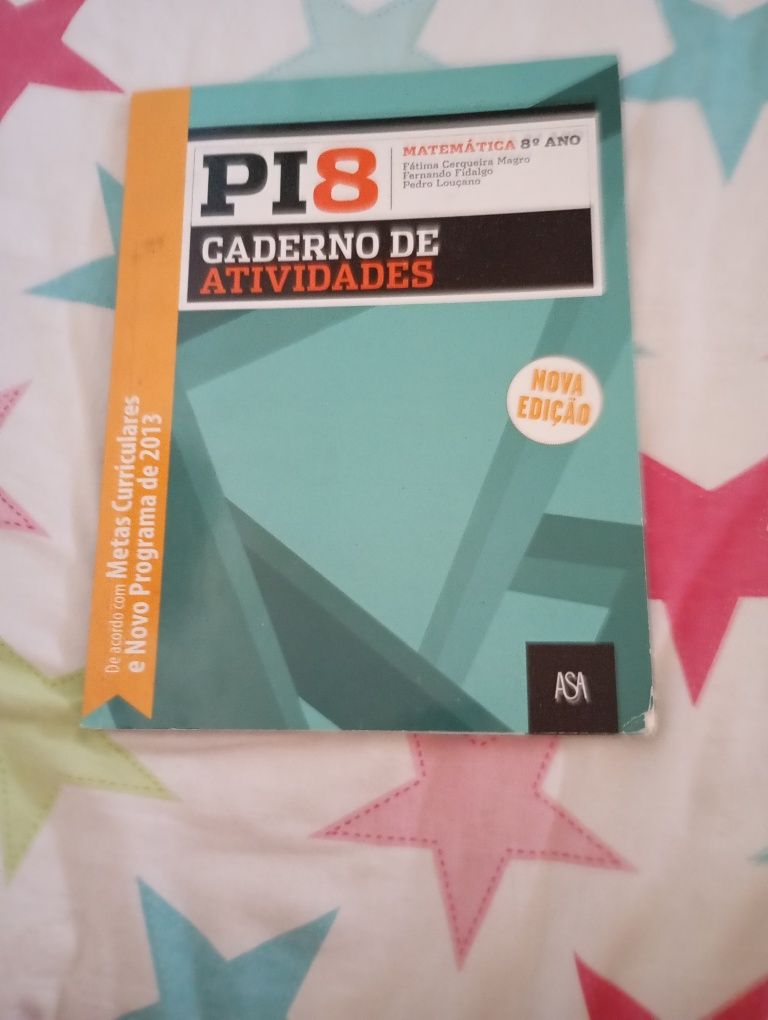 PI8
MATEMÁTICA 8º ANO
Fátima Cerqueira Magro
Fernando Fidalgo
Pedro Louçano
CADERNO DE
ATIVIDADES
NOVA
EDIÇÃO
De acordo com Metas Curriculares
e Novo Programa de 2013
ASA